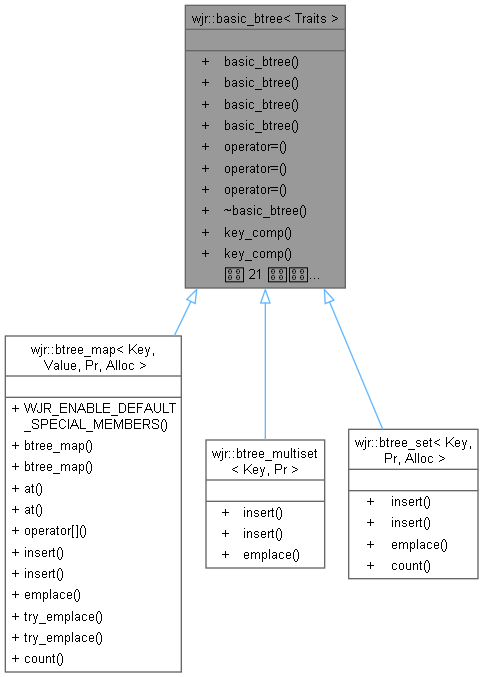 wjr::basic_btree< Traits >
+ basic_btree()
+ basic_btree()
+ basic_btree()
+ basic_btree()
+ operator=()
+ operator=()
+ operator=()
+ ~basic_btree()
+ key_comp()
+ key_comp()
21 ...
wjr::btree_map< Key,
Value, Pr, Alloc >
+ WJR_ENABLE_DEFAULT
_SPECIAL_MEMBERS()
+ btree_map()
+ btree_map()
+ at()
+ at()
+ operator[]()
+ insert()
+ insert()
+ emplace()
+ try_emplace()
+ try_emplace()
+ count()
wjr::btree_multiset
< Key, Pr >
+ insert()
+ insert()
+ emplace()
wjr::btree_set< Key,
Pr, Alloc >
+ insert()
+ insert()
+ emplace()
+ count()